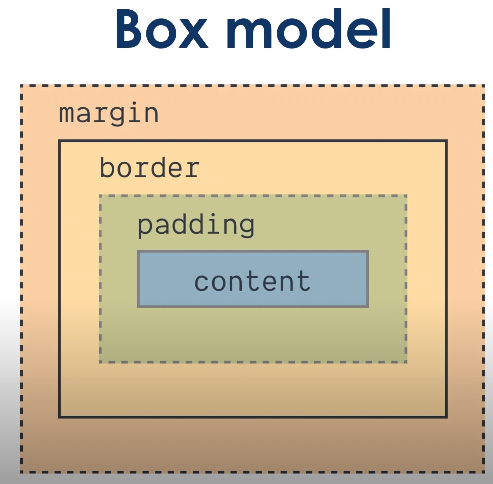 Box model
margin
border
padding
content